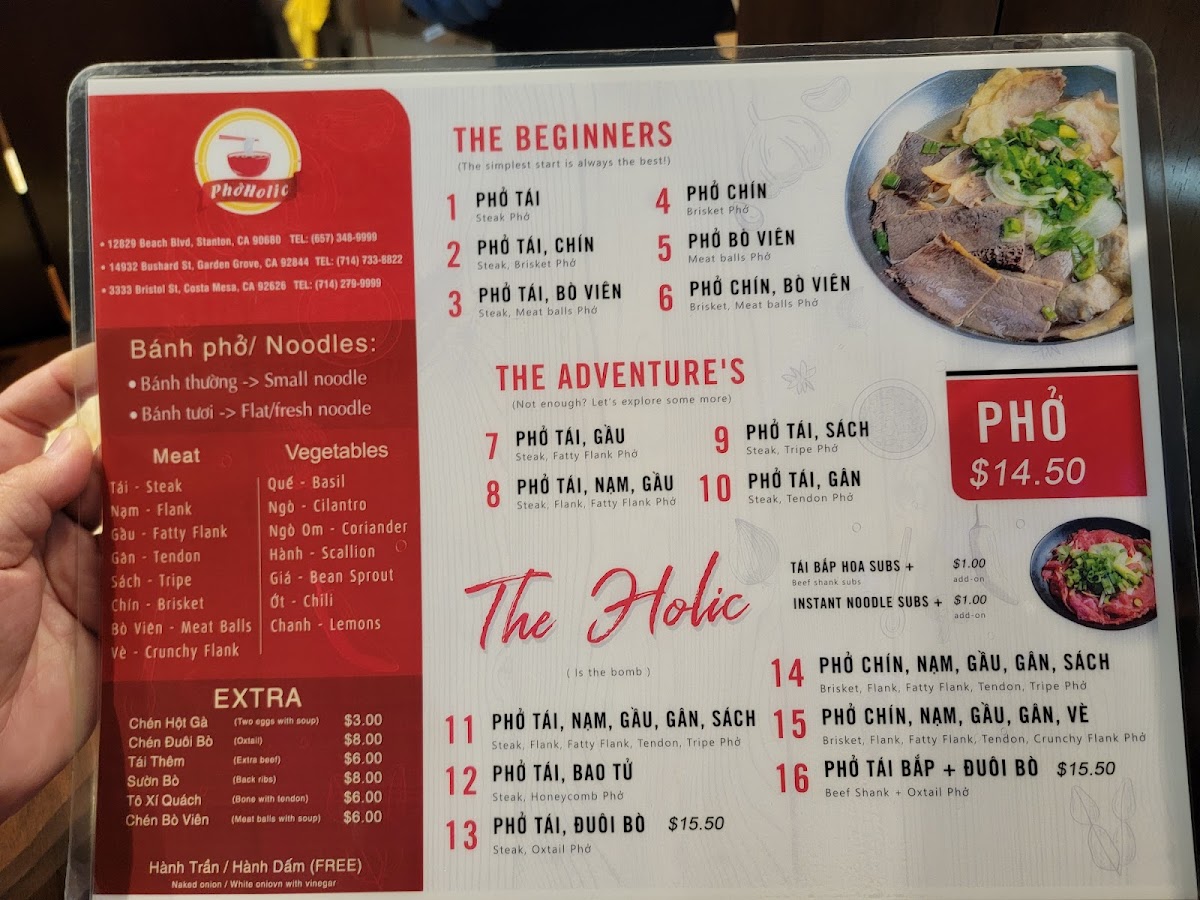 PhởHolic
• 12829 Beach Blvd, Stanton, CA 90680 TEL: (657) 348-9999
• 14932 Bushard St, Garden Grove, CA 92844 TEL: (714) 733-8822
• 3333 Bristol St, Costa Mesa, CA 92626 TEL: (714) 279-9999
Bánh phở/ Noodles:
• Bánh thường -> Small noodle
• Bánh tươi -> Flat/fresh noodle
Meat
Tái - Steak
Nạm - Flank
Gầu - Fatty Flank
Gân - Tendon
Sách - Tripe
Chín - Brisket
Bò Viên - Meat Balls
Vè - Crunchy Flank
Vegetables
Quế - Basil
Ngò - Cilantro
Ngò Om - Coriander
Hành - Scallion
Giá - Bean Sprout
Ớt - Chili
Chanh - Lemons
EXTRA
Chén Hột Gà (Two eggs with soup) $3.00
Chén Đuôi Bò (Oxtail) $8.00
Tái Thêm (Extra beef) $6.00
Sườn Bò (Back ribs) $8.00
Tô Xí Quách (Bone with tendon) $6.00
Chén Bò Viên (Meat balls with soup) $6.00
Hành Trần / Hành Dấm (FREE)
Naked onion / White oniovn with vinegar
THE BEGINNERS
(The simplest start is always the best!)
1 PHỞ TÁI
Steak Phở
2 PHỞ TÁI, CHÍN
Steak, Brisket Phở
3 PHỞ TÁI, BÒ VIÊN
Steak, Meat balls Phở
4 PHỞ CHÍN
Brisket Phở
5 PHỞ BÒ VIÊN
Meat balls Phở
6 PHỞ CHÍN, BÒ VIÊN
Brisket, Meat balls Phở
THE ADVENTURE'S
(Not enough? Let's explore some more)
7 PHỞ TÁI, GẦU
Steak, Fatty Flank Phở
8 PHỞ TÁI, NẠM, GẦU
Steak, Flank, Fatty Flank Phở
9 PHỞ TÁI, SÁCH
Steak, Tripe Phở
10 PHỞ TÁI, GÂN
Steak, Tendon Phở
PHỞ
$14.50
The Holic
( Is the bomb )
TÁI BẮP HOA SUBS + $1.00
Beef shank subs add-on
INSTANT NOODLE SUBS + $1.00
add-on
11 PHỞ TÁI, NẠM, GẦU, GÂN, SÁCH
Steak, Flank, Fatty Flank, Tendon, Tripe Phở
12 PHỞ TÁI, BAO TỬ
Steak, Honeycomb Phở
13 PHỞ TÁI, ĐUÔI BÒ $15.50
Steak, Oxtail Phở
14 PHỞ CHÍN, NẠM, GẦU, GÂN, SÁCH
Brisket, Flank, Fatty Flank, Tendon, Tripe Phở
15 PHỞ CHÍN, NẠM, GẦU, GÂN, VÈ
Brisket, Flank, Fatty Flank, Tendon, Crunchy Flank Phở
16 PHỞ TÁI BẮP + ĐUÔI BÒ $15.50
Beef Shank + Oxtail Phở